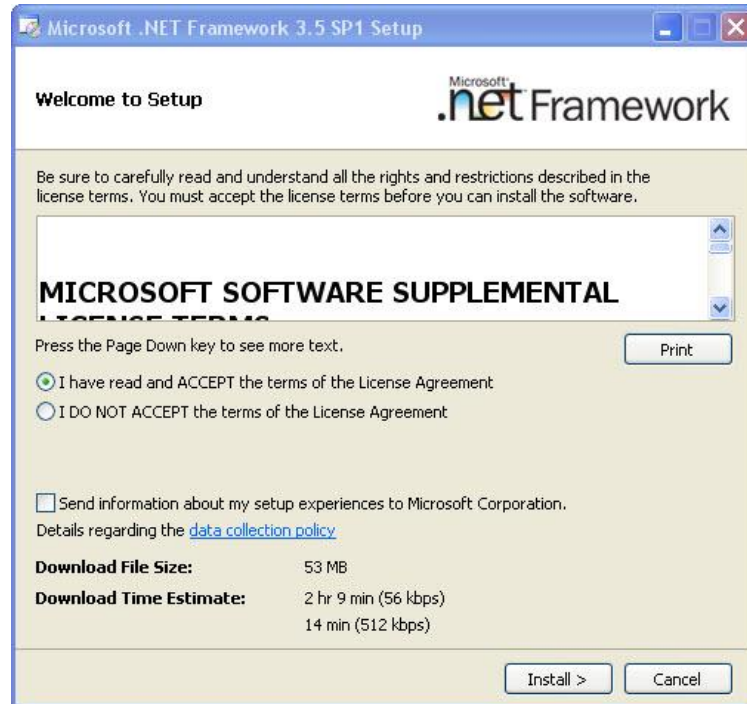 Microsoft .NET Framework 3.5 SP1 Setup
Welcome to Setup
Microsoft
.net Framework
Be sure to carefully read and understand all the rights and restrictions described in the
license terms. You must accept the license terms before you can install the software.
MICROSOFT SOFTWARE SUPPLEMENTAL
LICENSE TERMS
Press the Page Down key to see more text.
Print
I have read and ACCEPT the terms of the License Agreement
I DO NOT ACCEPT the terms of the License Agreement
Send information about my setup experiences to Microsoft Corporation.
Details regarding the data collection policy
Download File Size: 53 MB
Download Time Estimate: 2 hr 9 min (56 kbps)
14 min (512 kbps)
Install >
Cancel